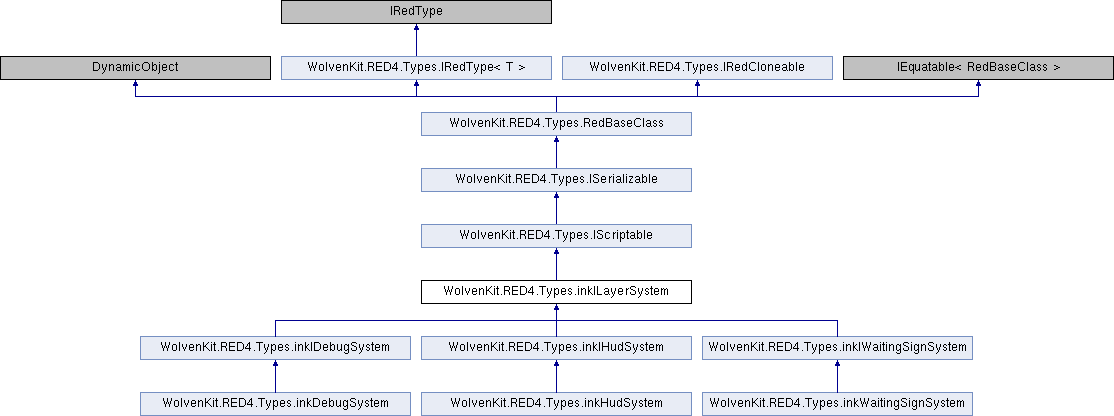 IRedType
DynamicObject
WolvenKit.RED4.Types.IRedType< T >
WolvenKit.RED4.Types.IRedCloneable
IEquatable< RedBaseClass >
WolvenKit.RED4.Types.RedBaseClass
WolvenKit.RED4.Types.ISerializable
WolvenKit.RED4.Types.IScriptable
WolvenKit.RED4.Types.inkILayerSystem
WolvenKit.RED4.Types.inkIDebugSystem
WolvenKit.RED4.Types.inkIHudSystem
WolvenKit.RED4.Types.inkIWaitingSignSystem
WolvenKit.RED4.Types.inkDebugSystem
WolvenKit.RED4.Types.inkHudSystem
WolvenKit.RED4.Types.inkWaitingSignSystem